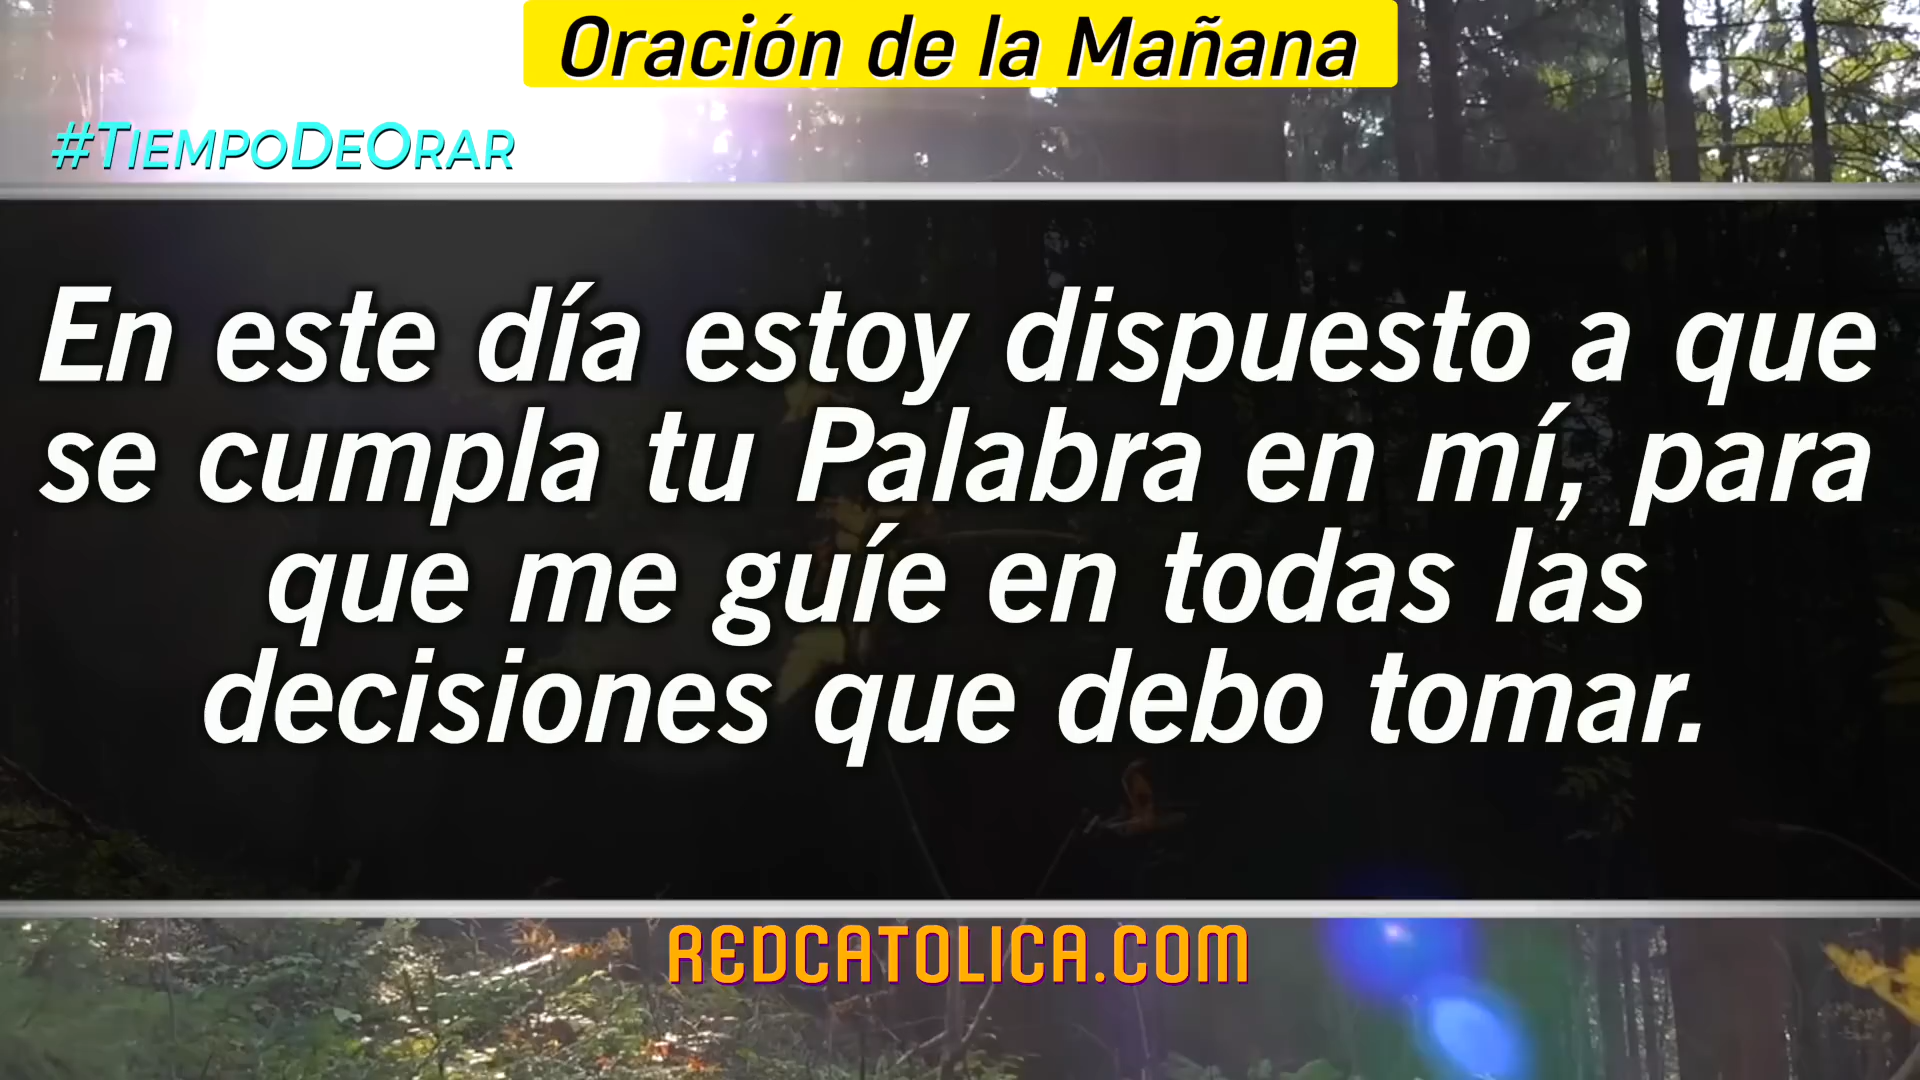 Oración de la Mañana
#TiempoDeOrar
En este día estoy dispuesto a que
se cumpla tu Palabra en mí, para
que me guíe en todas las
decisiones que debo tomar.
REDCATOLICA.COM